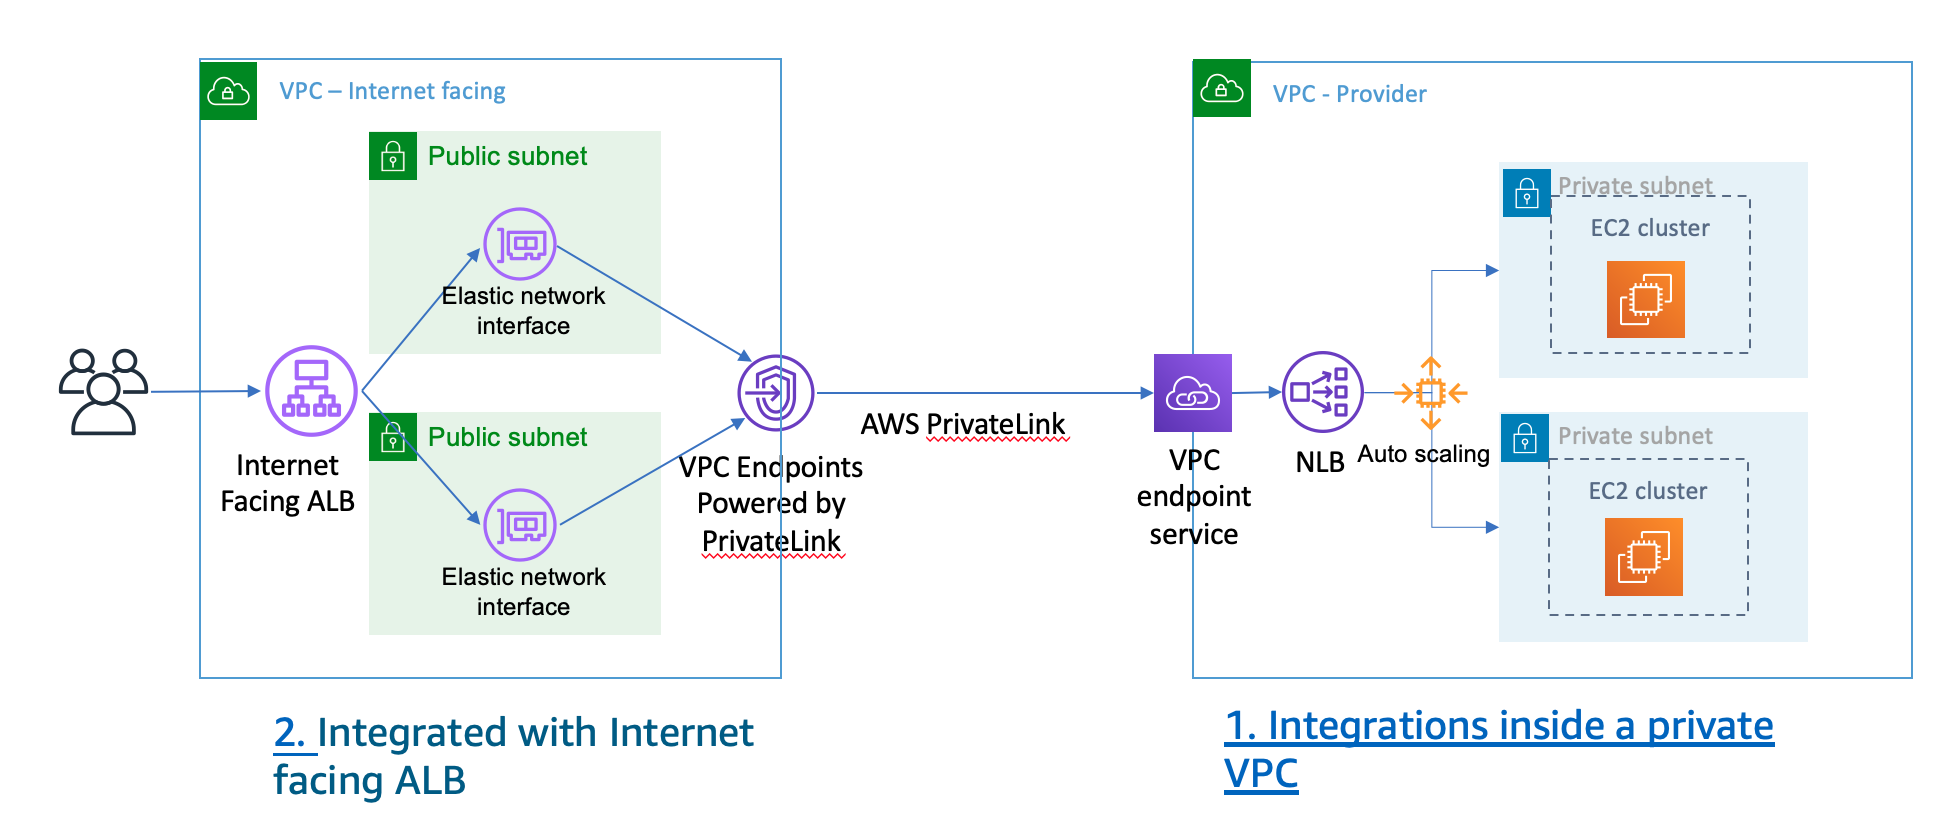 VPC – Internet facing
Public subnet
Elastic network
interface
Public subnet
Elastic network
interface
Internet
Facing ALB
VPC Endpoints
Powered by
PrivateLink
AWS PrivateLink
VPC - Provider
VPC
endpoint
service
NLB
Auto scaling
Private subnet
EC2 cluster
Private subnet
EC2 cluster
2. Integrated with Internet
facing ALB
1. Integrations inside a private
VPC